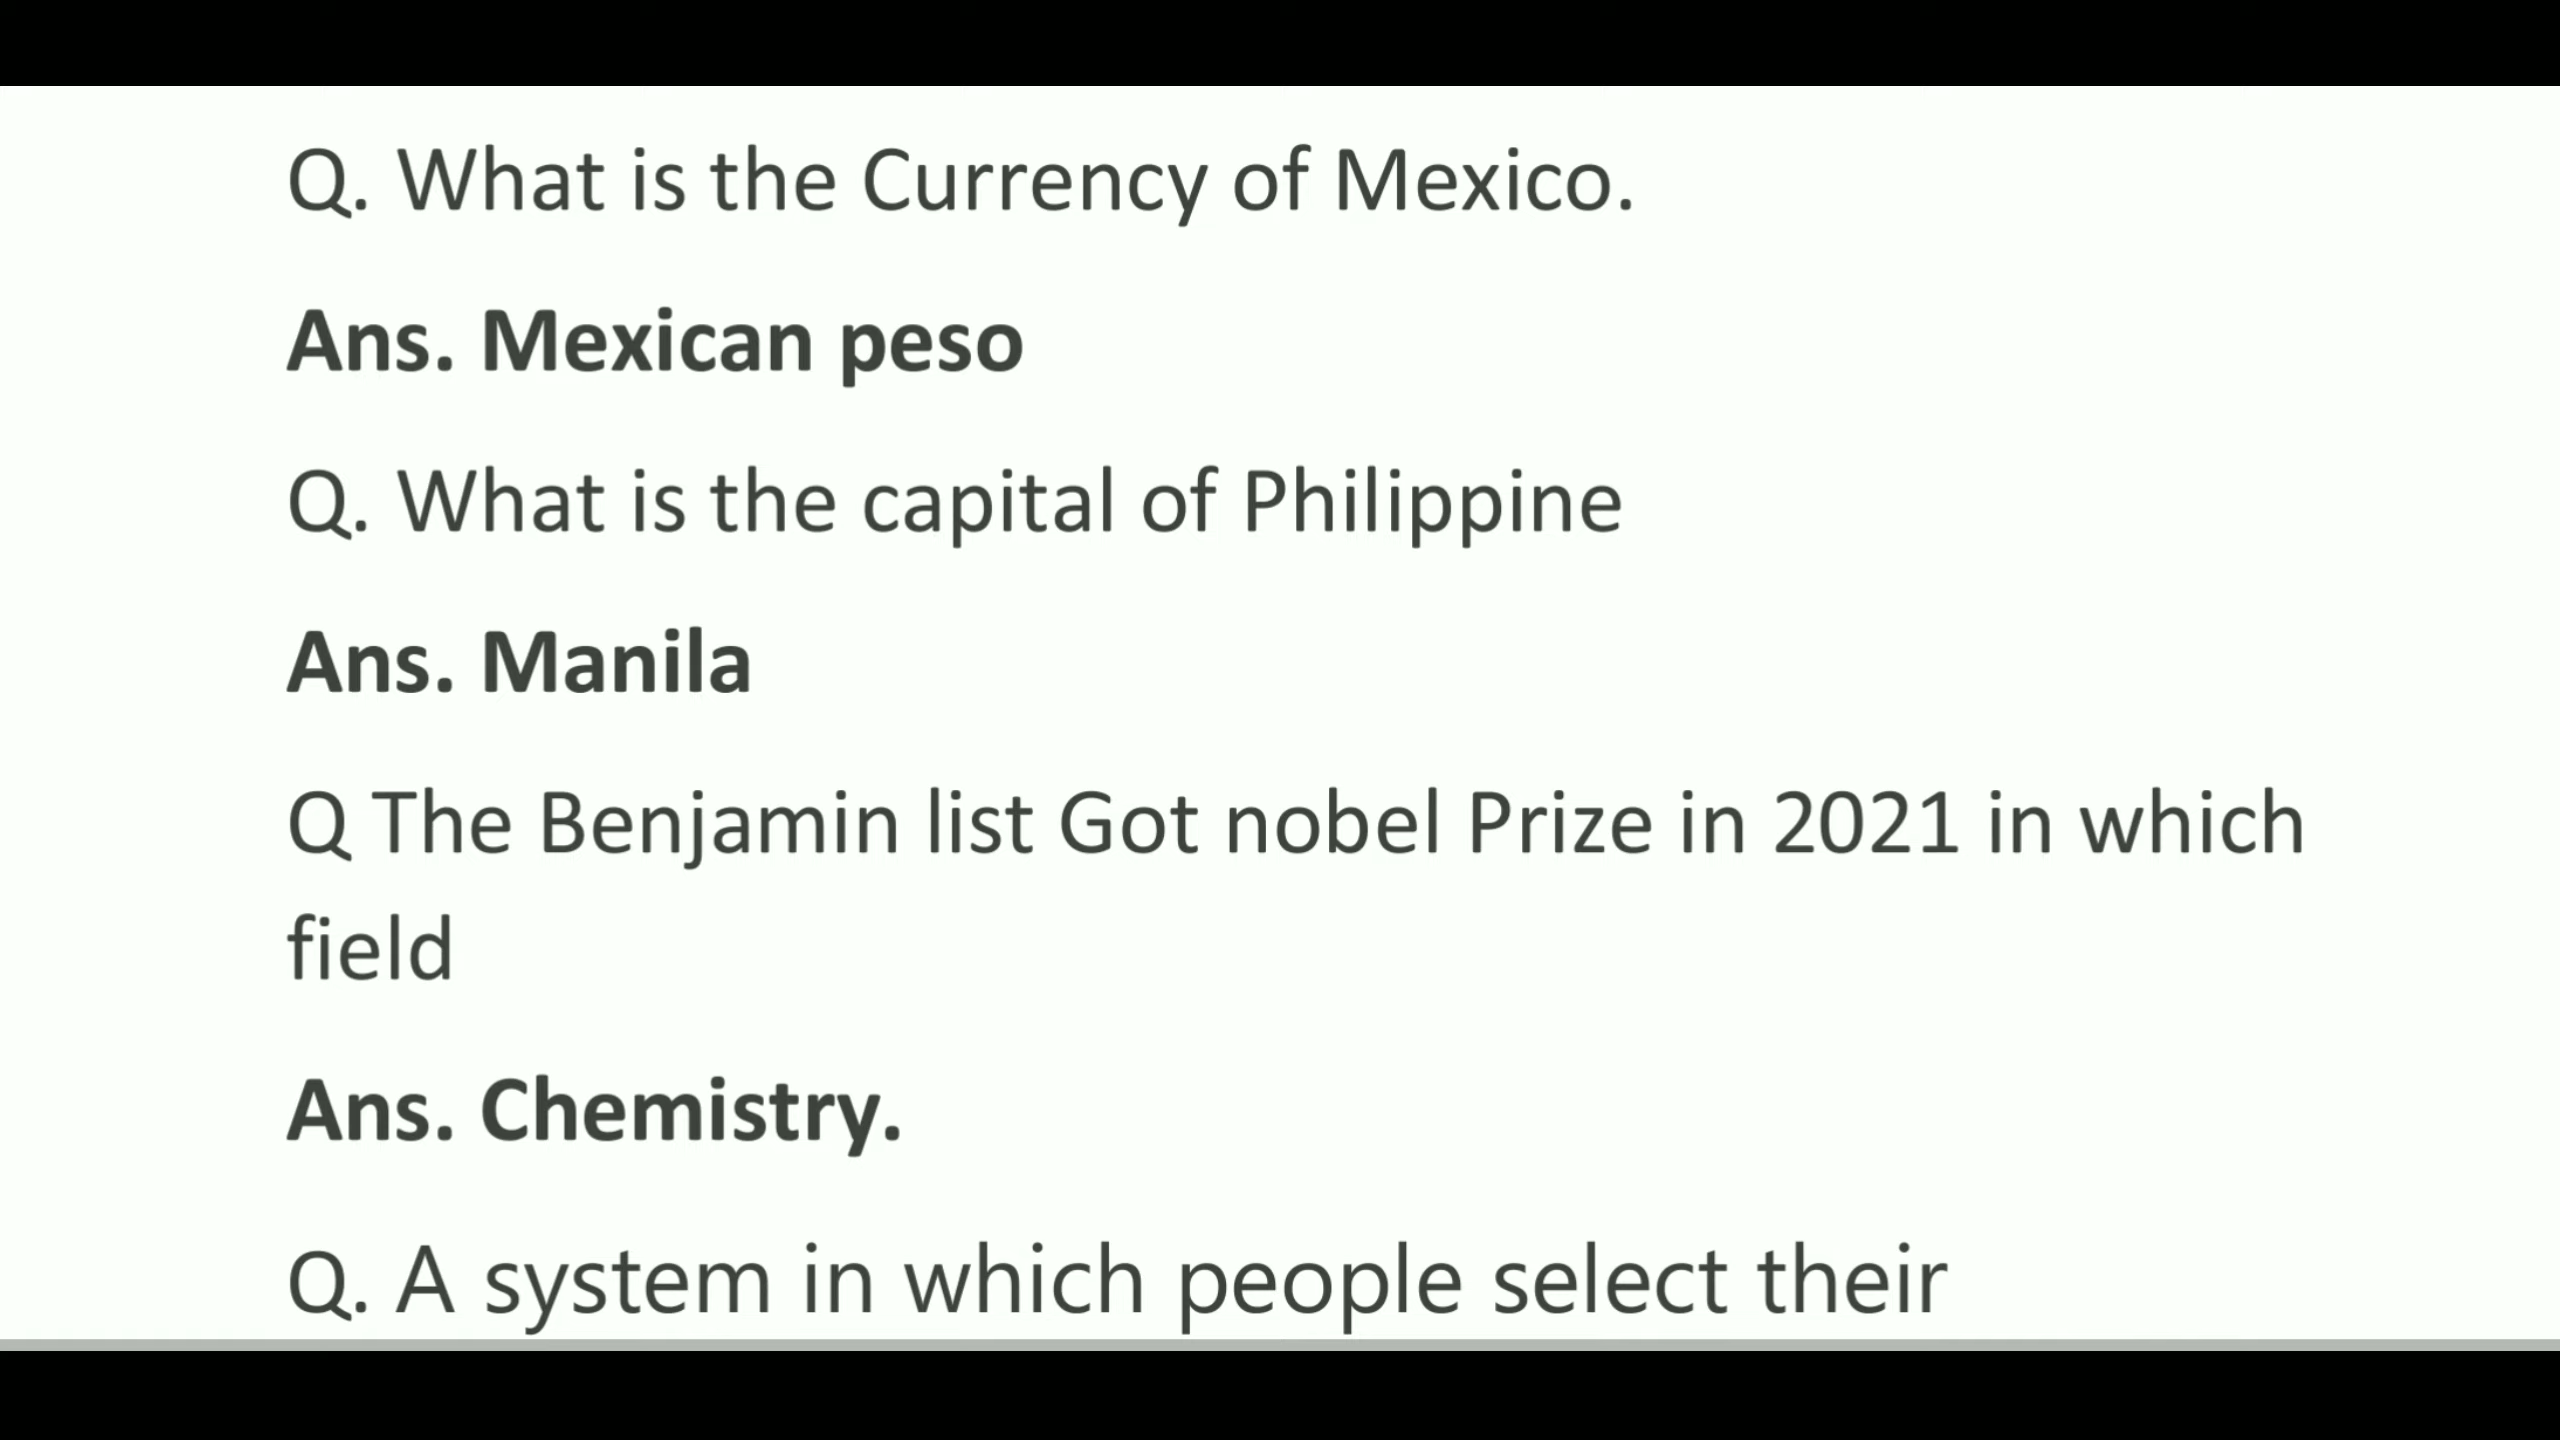 Q. What is the Currency of Mexico.
Ans. Mexican peso
Q. What is the capital of Philippine
Ans. Manila
Q The Benjamin list Got nobel Prize in 2021 in which
field
Ans. Chemistry.
Q. A system in which people select their